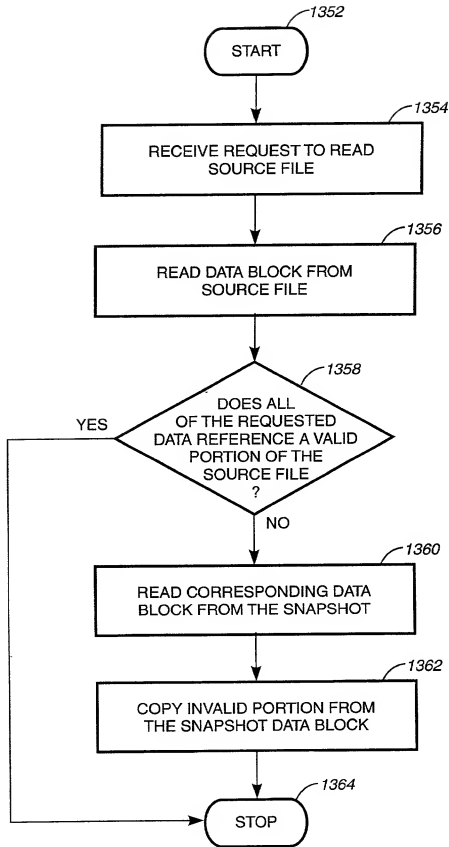 1352
START
1354
RECEIVE REQUEST TO READ
SOURCE FILE
1356
READ DATA BLOCK FROM
SOURCE FILE
1358
DOES ALL
OF THE REQUESTED
DATA REFERENCE A VALID
PORTION OF THE
SOURCE FILE
?
YES
NO
1360
READ CORRESPONDING DATA
BLOCK FROM THE SNAPSHOT
1362
COPY INVALID PORTION FROM
THE SNAPSHOT DATA BLOCK
1364
STOP